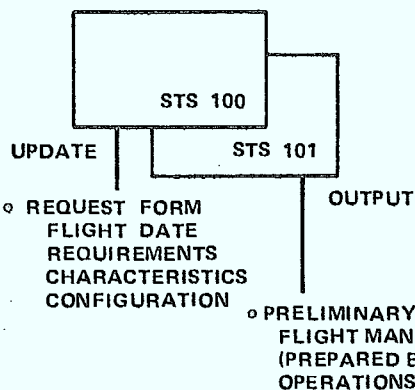 STS 100
STS 101
UPDATE
o REQUEST FORM
FLIGHT DATE
REQUIREMENTS
CHARACTERISTICS
CONFIGURATION
OUTPUT
o PRELIMINARY
FLIGHT MAN
(PREPARED B
OPERATIONS